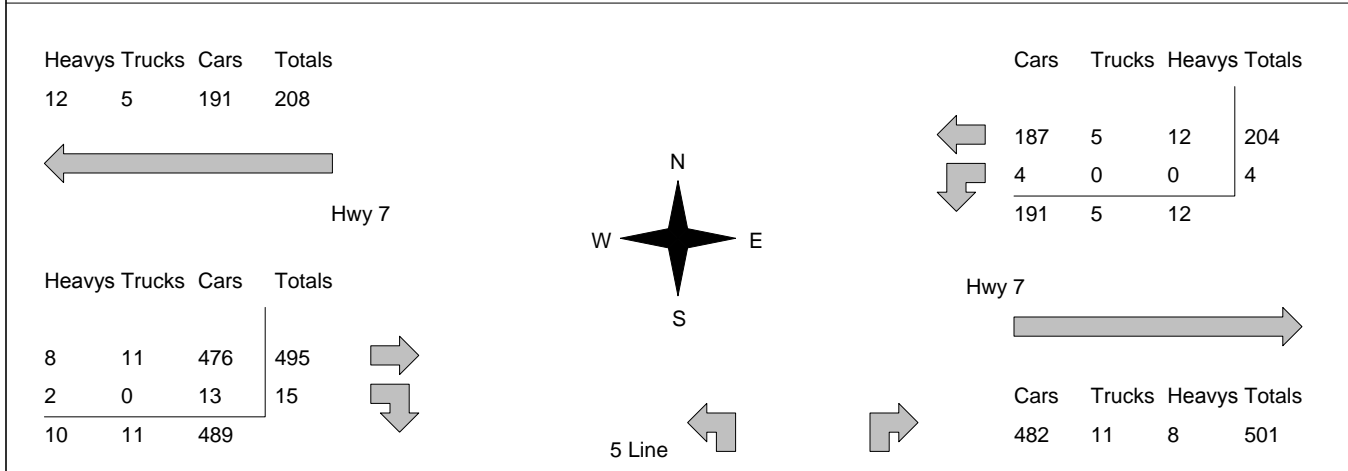 Heavys Trucks Cars Totals
12 5 191 208
Hwy 7
Heavys Trucks Cars Totals
8 11 476 495
2 0 13 15
10 11 489
N
W E
S
5 Line
Cars Trucks Heavys Totals
187 5 12 204
4 0 0 4
191 5 12
Hwy 7
Cars Trucks Heavys Totals
482 11 8 501